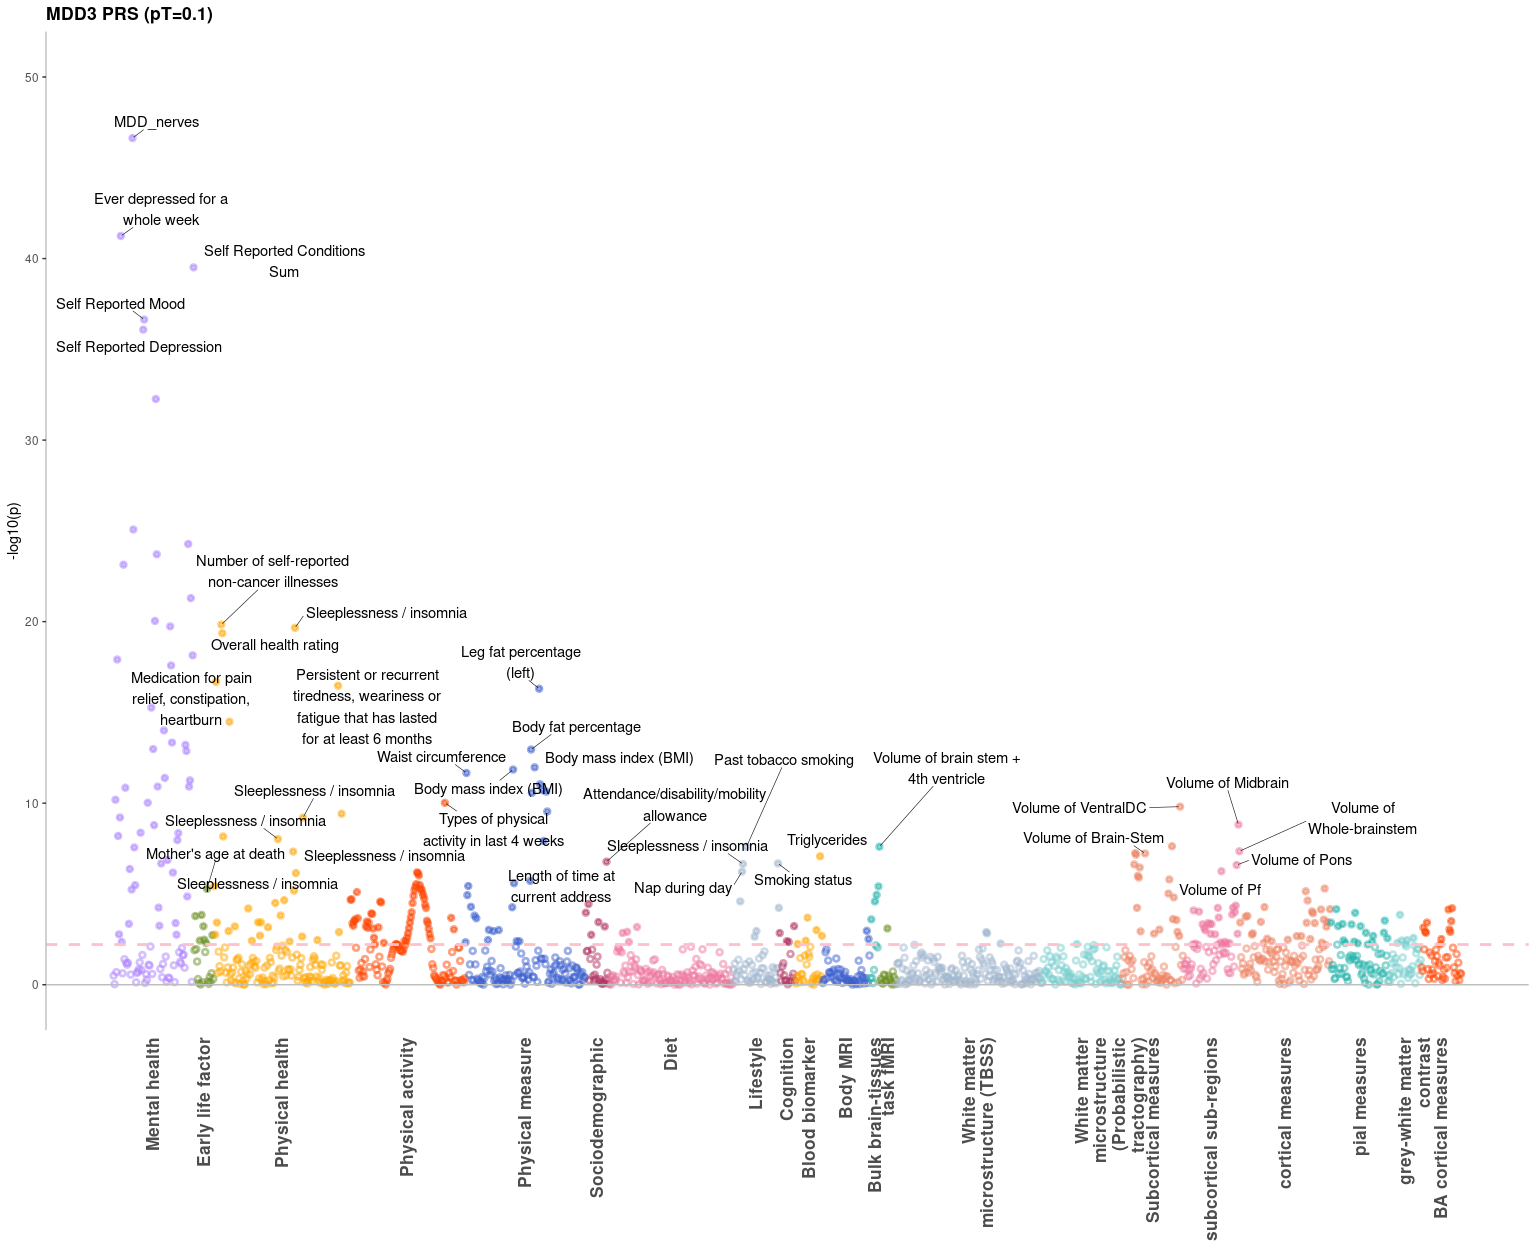 MDD3 PRS (pT=0.1)
50
40
30
20
10
0
-log10(p)
MDD_nerves
Ever depressed for a
whole week
Self Reported Conditions
Sum
Self Reported Mood
Self Reported Depression
Number of self-reported
non-cancer illnesses
Sleeplessness / insomnia
Overall health rating
Medication for pain
relief, constipation,
heartburn
Persistent or recurrent
tiredness, weariness or
fatigue that has lasted
for at least 6 months
Leg fat percentage
(left)
Body fat percentage
Waist circumference
Body mass index (BMI)
Body mass index (BMI)
Past tobacco smoking
Volume of brain stem +
4th ventricle
Sleeplessness / insomnia
Attendance/disability/mobility
allowance
Volume of VentralDC
Volume of Midbrain
Volume of
Whole-brainstem
Sleeplessness / insomnia
Types of physical
activity in last 4 weeks
Triglycerides
Volume of Brain-Stem
Mother's age at death
Sleeplessness / insomnia
Sleeplessness / insomnia
Volume of Pons
Sleeplessness / insomnia
Length of time at
current address
Nap during day
Smoking status
Volume of Pf
Mental health
Early life factor
Physical health
Physical activity
Physical measure
Sociodemographic
Diet
Lifestyle
Cognition
Blood biomarker
Body MRI
Bulk brain-tissues
task fMRI
White matter
microstructure (TBSS)
White matter
microstructure
(Probabilistic
tractography)
Subcortical measures
subcortical sub-regions
cortical measures
pial measures
grey-white matter
contrast
BA cortical measures